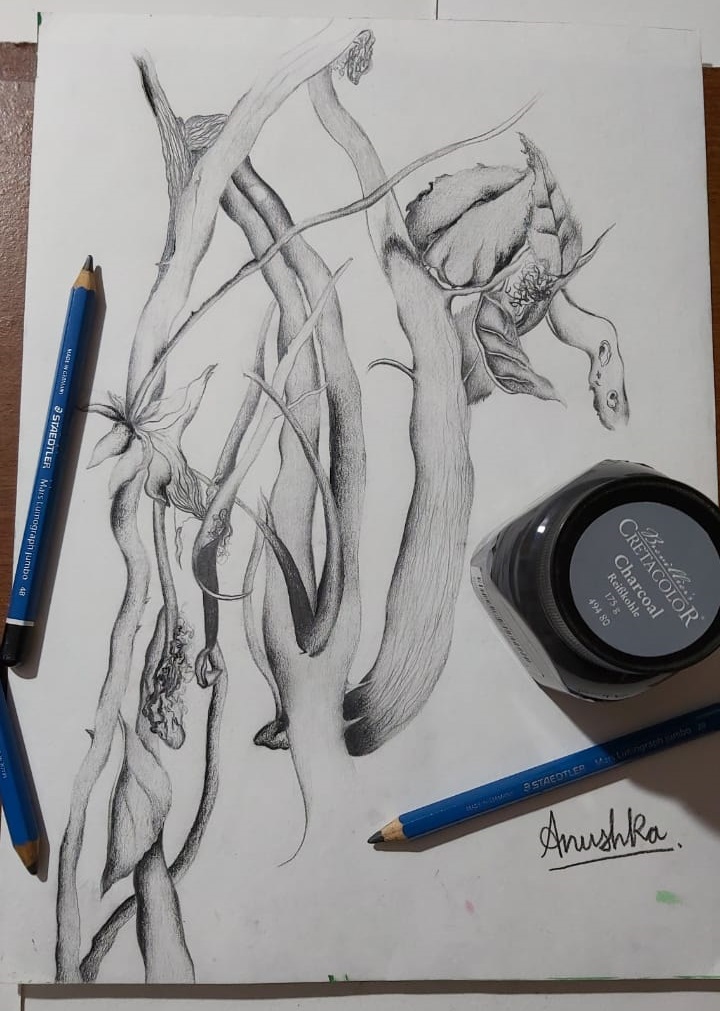 MADE IN GERMANY
STAEDTLER Mars Lumograph jumbo 4B
Cretacolor
CRETACOLOR
Charcoal
Reißkohle
175 g
494 80
STAEDTLER Mars Lumograph jumbo
Anushka.